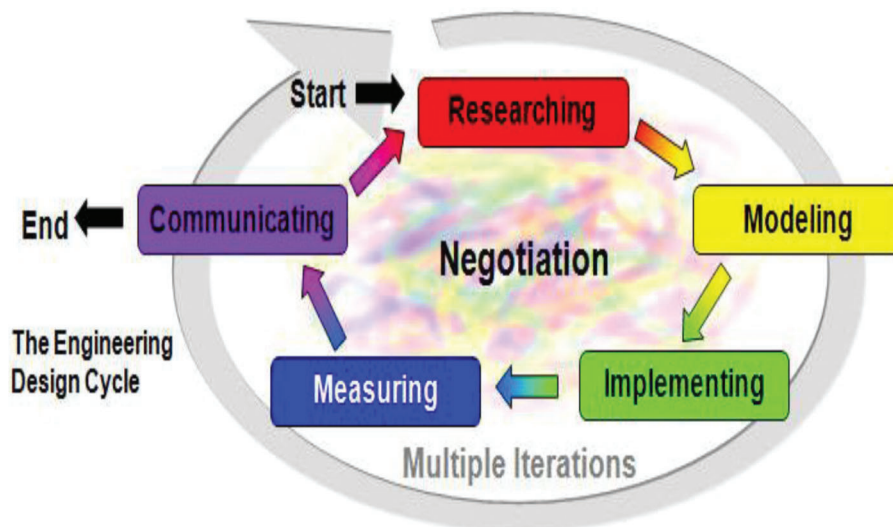 Start
Researching
Modeling
Implementing
Measuring
Communicating
End
Negotiation
The Engineering
Design Cycle
Multiple Iterations